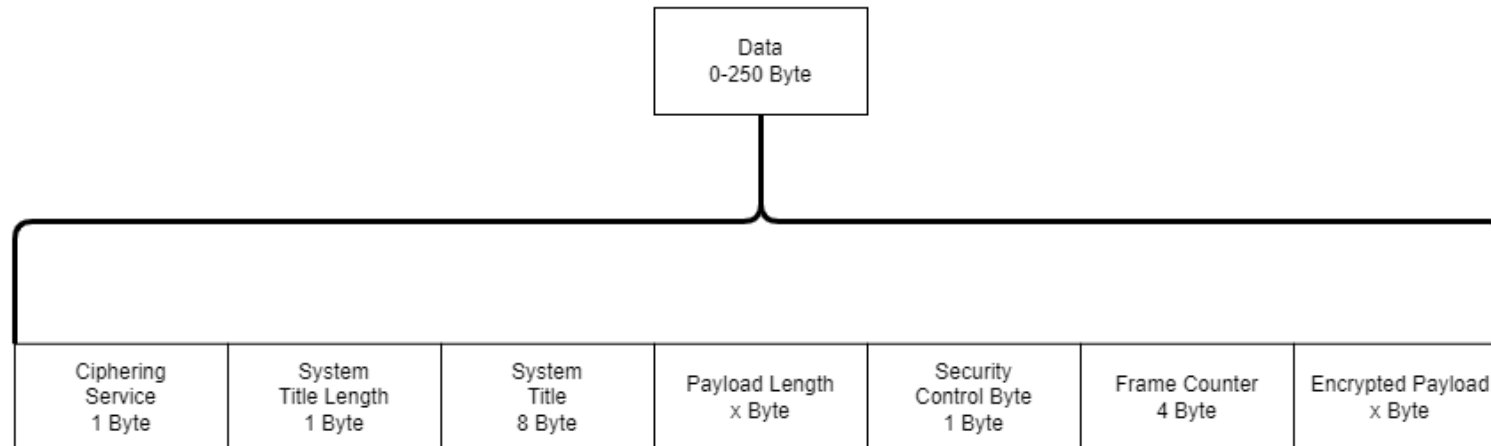 Data
0-250 Byte
Ciphering
Service
1 Byte
System
Title Length
1 Byte
System
Title
8 Byte
Payload Length
x Byte
Security
Control Byte
1 Byte
Frame Counter
4 Byte
Encrypted Payload
x Byte